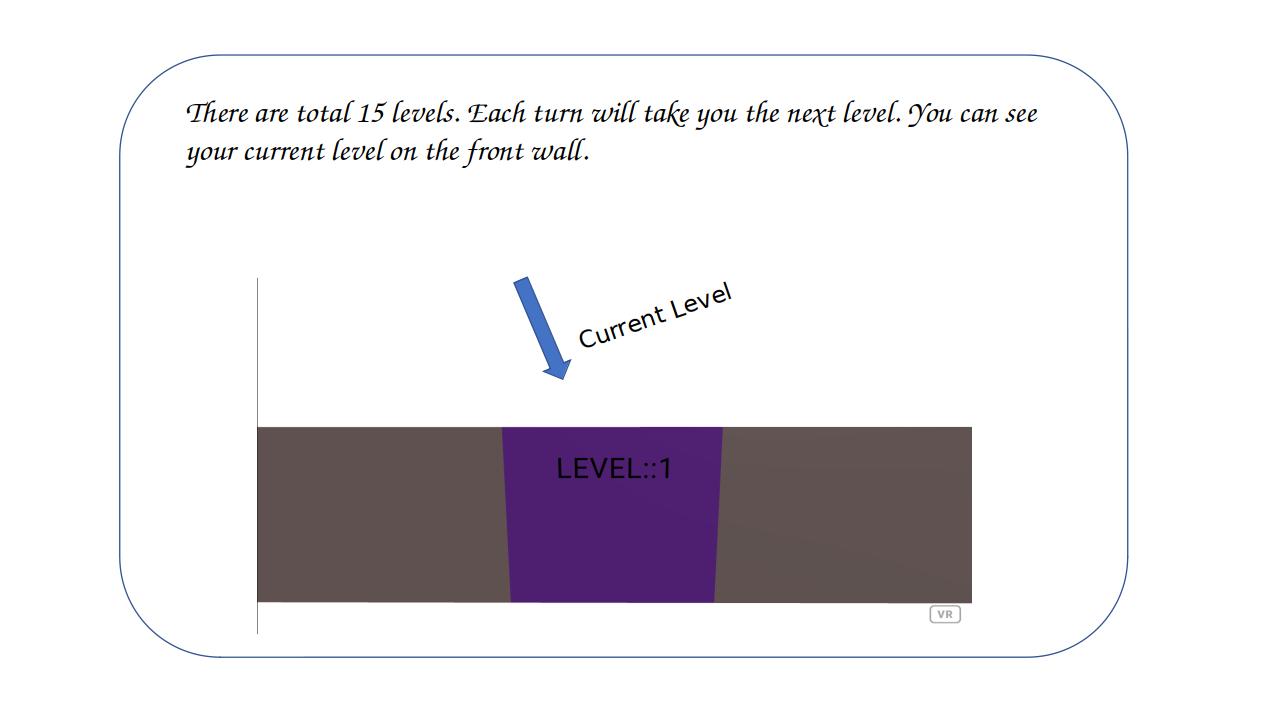 There are total 15 levels. Each turn will take you the next level. You can see
your current level on the front wall.
Current Level
LEVEL::1
VR